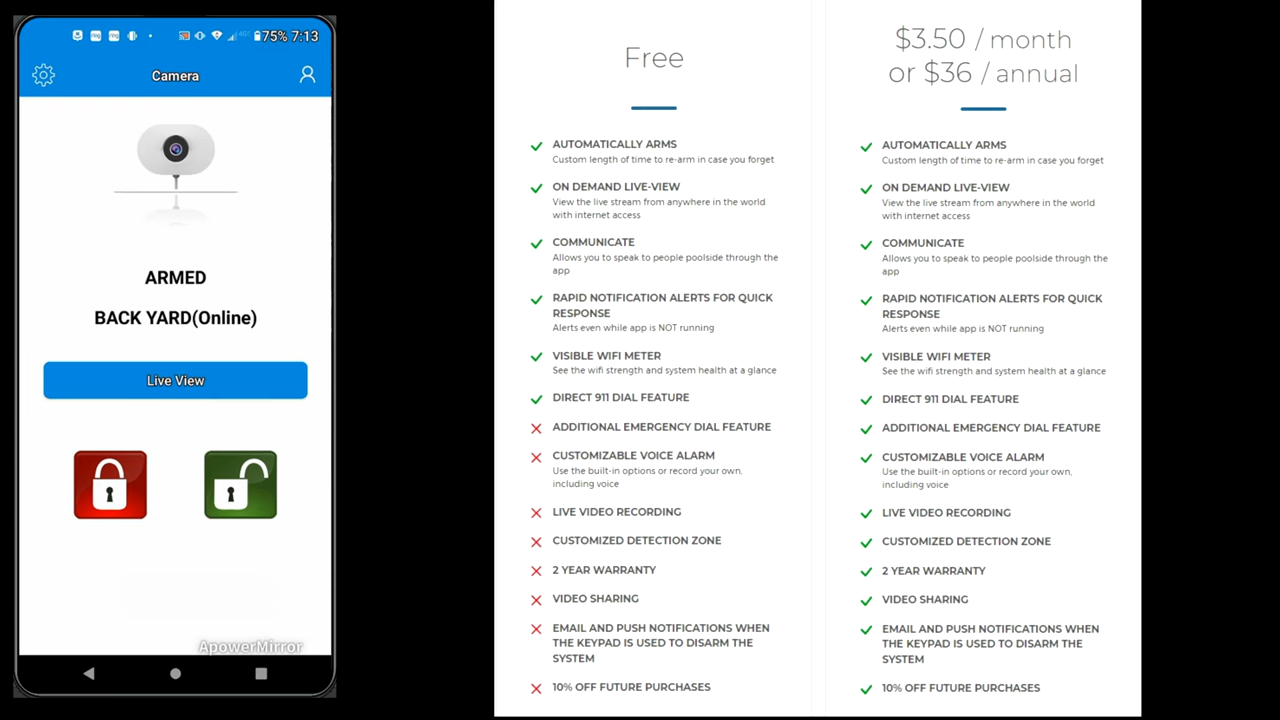 75% 7:13
Camera
ARMED
BACK YARD(Online)
Live View
ApowerMirror
Free
AUTOMATICALLY ARMS
Custom length of time to re-arm in case you forget
ON DEMAND LIVE-VIEW
View the live stream from anywhere in the world
with internet access
COMMUNICATE
Allows you to speak to people poolside through the
app
RAPID NOTIFICATION ALERTS FOR QUICK
RESPONSE
Alerts even while app is NOT running
VISIBLE WIFI METER
See the wifi strength and system health at a glance
DIRECT 911 DIAL FEATURE
ADDITIONAL EMERGENCY DIAL FEATURE
CUSTOMIZABLE VOICE ALARM
Use the built-in options or record your own,
including voice
LIVE VIDEO RECORDING
CUSTOMIZED DETECTION ZONE
2 YEAR WARRANTY
VIDEO SHARING
EMAIL AND PUSH NOTIFICATIONS WHEN
THE KEYPAD IS USED TO DISARM THE
SYSTEM
10% OFF FUTURE PURCHASES
$3.50 / month
or $36 / annual
AUTOMATICALLY ARMS
Custom length of time to re-arm in case you forget
ON DEMAND LIVE-VIEW
View the live stream from anywhere in the world
with internet access
COMMUNICATE
Allows you to speak to people poolside through the
app
RAPID NOTIFICATION ALERTS FOR QUICK
RESPONSE
Alerts even while app is NOT running
VISIBLE WIFI METER
See the wifi strength and system health at a glance
DIRECT 911 DIAL FEATURE
ADDITIONAL EMERGENCY DIAL FEATURE
CUSTOMIZABLE VOICE ALARM
Use the built-in options or record your own,
including voice
LIVE VIDEO RECORDING
CUSTOMIZED DETECTION ZONE
2 YEAR WARRANTY
VIDEO SHARING
EMAIL AND PUSH NOTIFICATIONS WHEN
THE KEYPAD IS USED TO DISARM THE
SYSTEM
10% OFF FUTURE PURCHASES